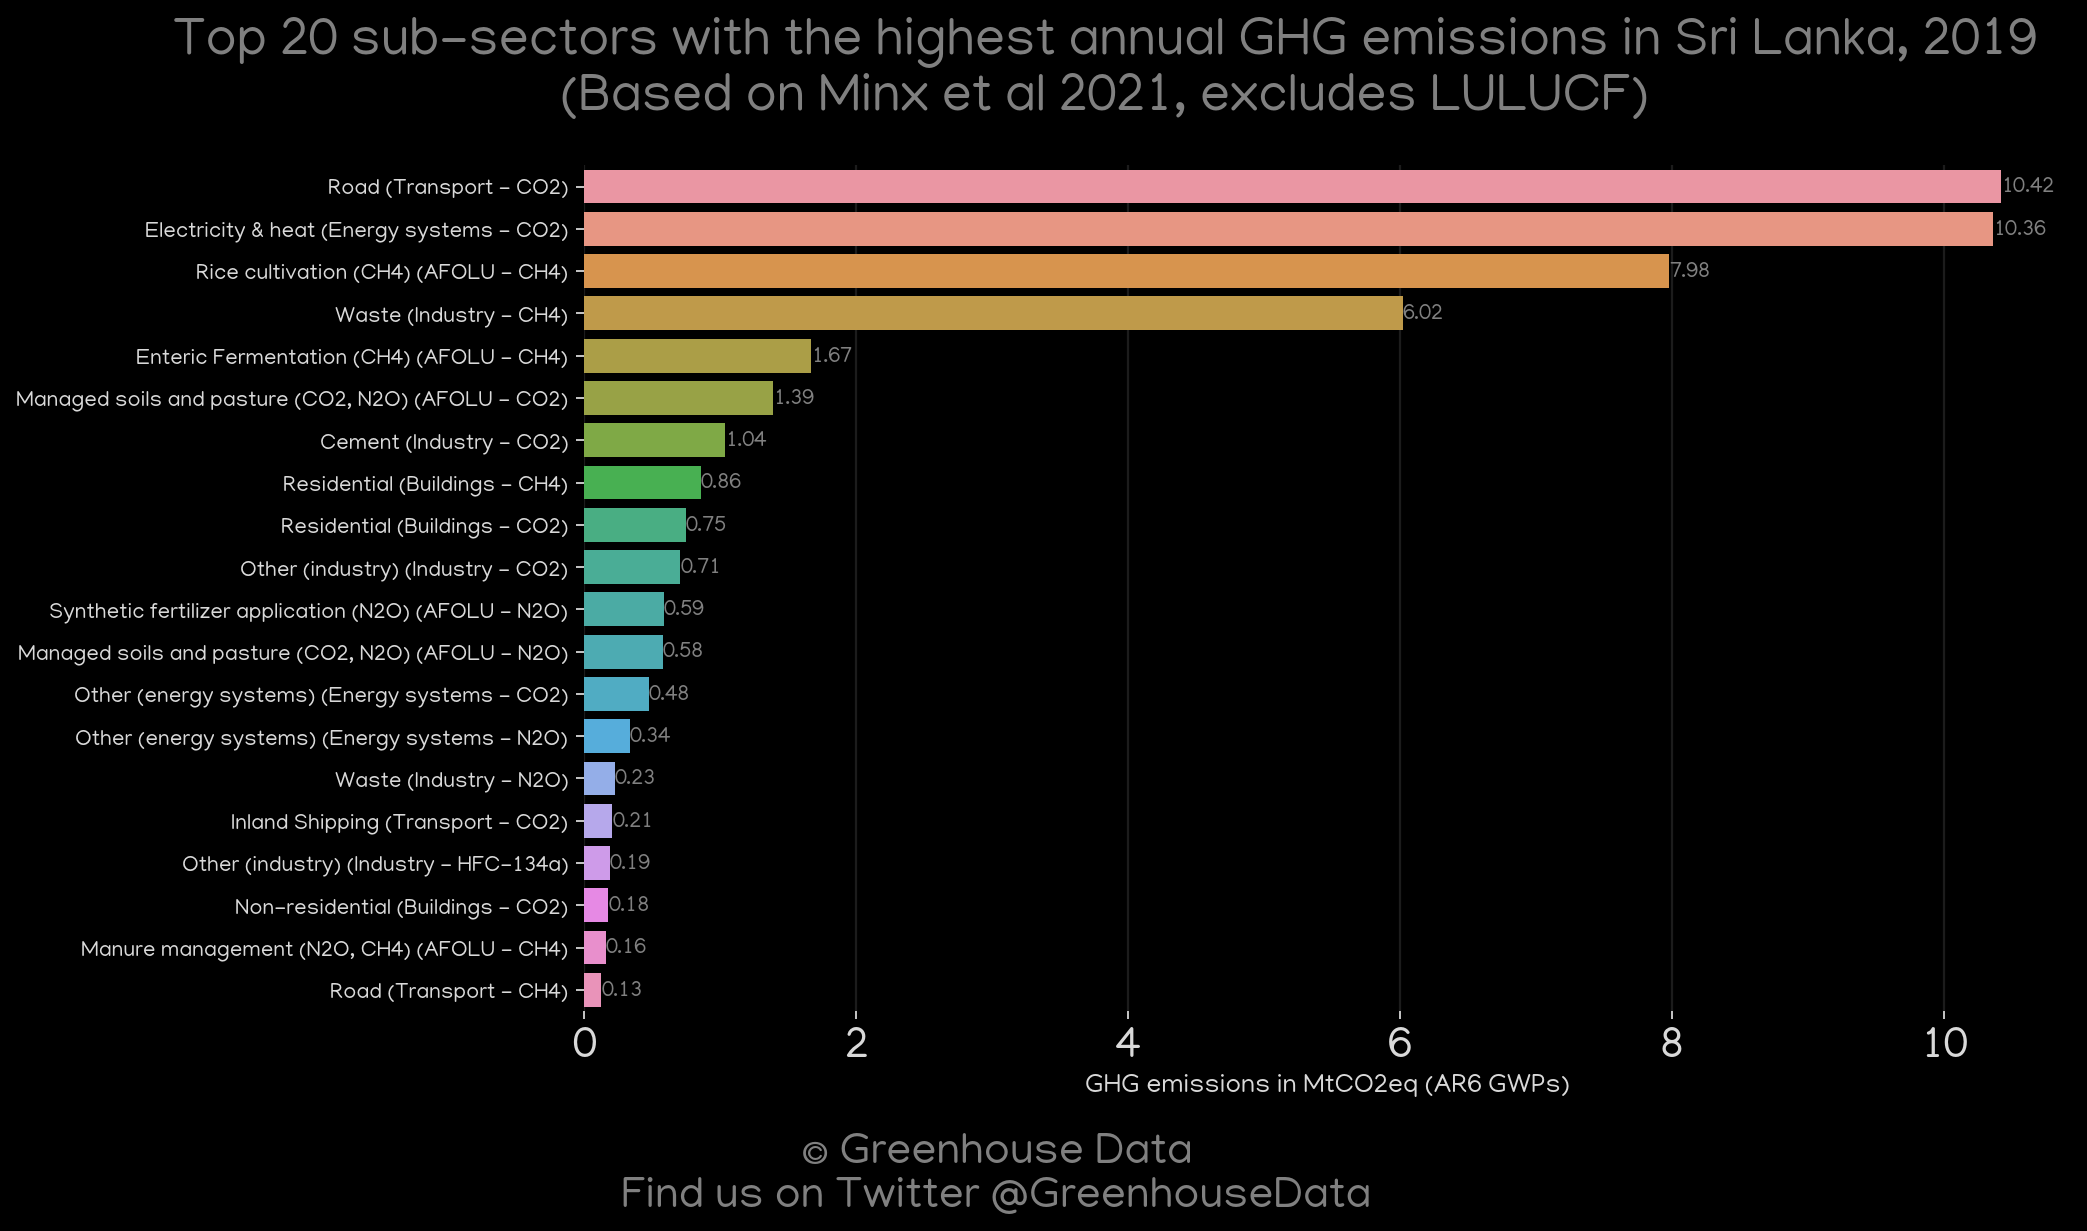 Top 20 sub-sectors with the highest annual GHG emissions in Sri Lanka, 2019
(Based on Minx et al 2021, excludes LULUCF)
Road (Transport - CO2) 10.42
Electricity & heat (Energy systems - CO2) 10.36
Rice cultivation (CH4) (AFOLU - CH4) 7.98
Waste (Industry - CH4) 6.02
Enteric Fermentation (CH4) (AFOLU - CH4) 1.67
Managed soils and pasture (CO2, N2O) (AFOLU - CO2) 1.39
Cement (Industry - CO2) 1.04
Residential (Buildings - CH4) 0.86
Residential (Buildings - CO2) 0.75
Other (industry) (Industry - CO2) 0.71
Synthetic fertilizer application (N2O) (AFOLU - N2O) 0.59
Managed soils and pasture (CO2, N2O) (AFOLU - N2O) 0.58
Other (energy systems) (Energy systems - CO2) 0.48
Other (energy systems) (Energy systems - N2O) 0.34
Waste (Industry - N2O) 0.23
Inland Shipping (Transport - CO2) 0.21
Other (industry) (Industry - HFC-134a) 0.19
Non-residential (Buildings - CO2) 0.18
Manure management (N2O, CH4) (AFOLU - CH4) 0.16
Road (Transport - CH4) 0.13
0 2 4 6 8 10
GHG emissions in MtCO2eq (AR6 GWPs)
© Greenhouse Data
Find us on Twitter @GreenhouseData